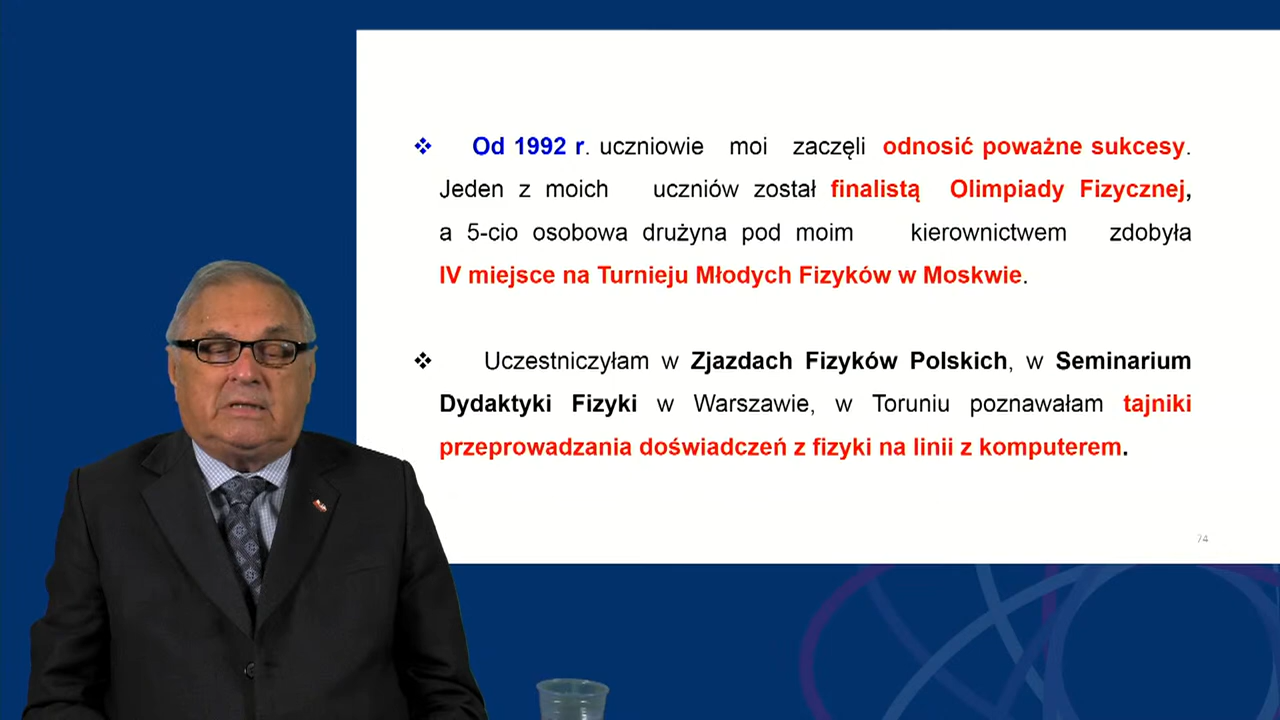 ❖ Od 1992 r. uczniowie moi zaczęli odnosić poważne sukcesy.
Jeden z moich uczniów został finalistą Olimpiady Fizycznej,
a 5-cio osobowa drużyna pod moim kierownictwem zdobyła
IV miejsce na Turnieju Młodych Fizyków w Moskwie.
❖ Uczestniczyłam w Zjazdach Fizyków Polskich, w Seminarium
Dydaktyki Fizyki w Warszawie, w Toruniu poznawałam tajniki
przeprowadzania doświadczeń z fizyki na linii z komputerem.
74